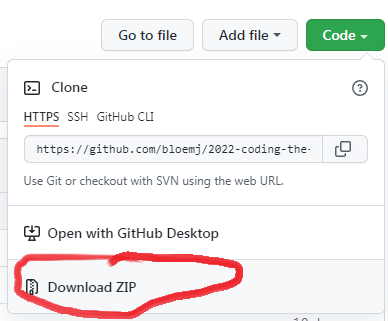 Go to file Add file Code
Clone
HTTPS SSH GitHub CLI
https://github.com/bloemj/2022-coding-the-
Use Git or checkout with SVN using the web URL.
Open with GitHub Desktop
Download ZIP